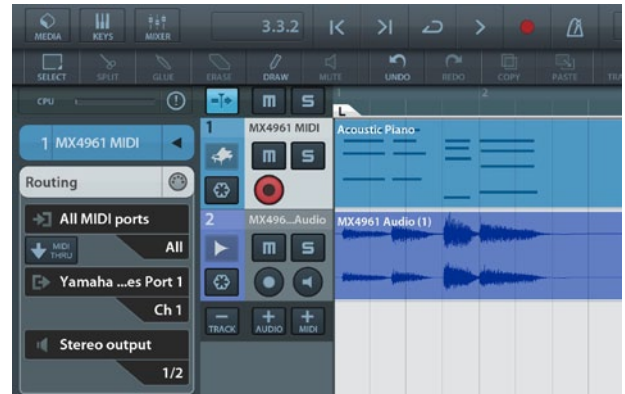 MEDIA KEYS MIXER 3.3.2
SELECT SPLIT GLUE ERASE DRAW MUTE UNDO REDO COPY PASTE
CPU m S 1 2
L
1 MX4961 MIDI
1 MX4961 MIDI
Acoustic Piano
m S
Routing
All MIDI ports
MIDI THRU All
2 MX496...Audio
MX4961 Audio (1)
m S
Yamaha ...es Port 1
Ch 1
TRACK AUDIO MIDI
Stereo output
1/2